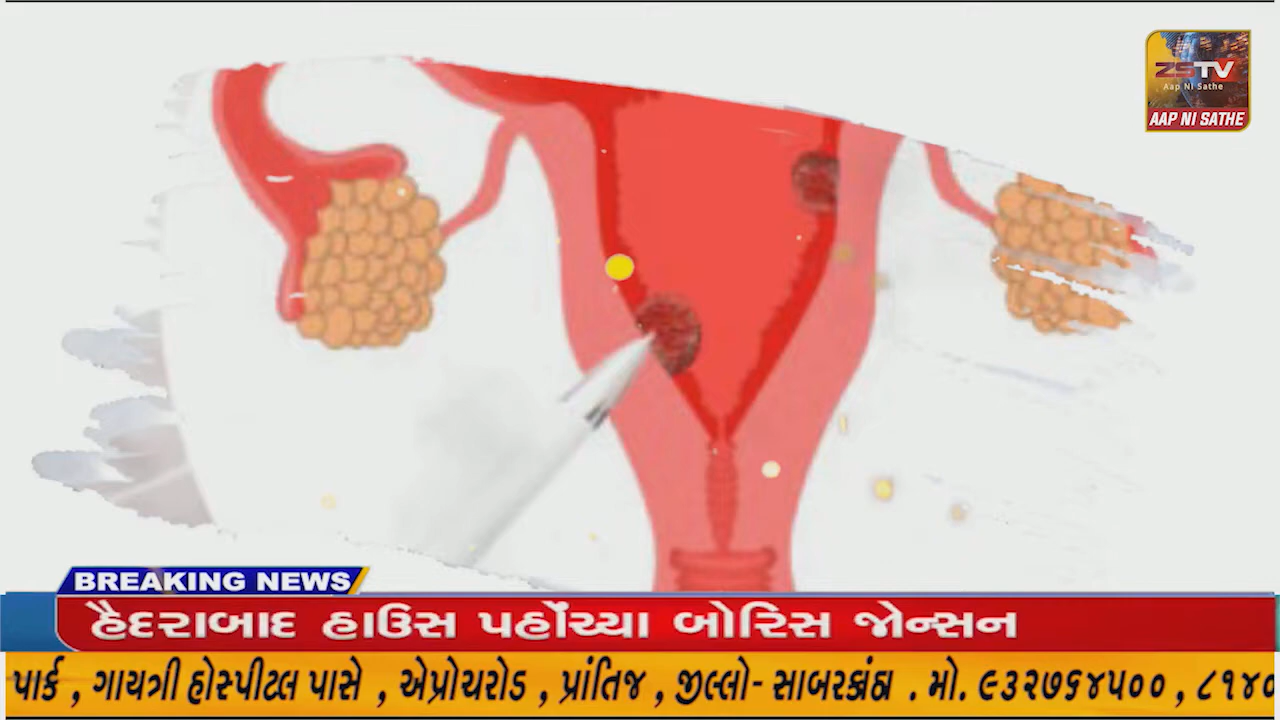 ZSTV
Aap Ni Sathe
AAP NI SATHE
BREAKING NEWS
હૈદરાબાદ હાઉસ પહોંચ્યા બોરિસ જોન્સન
પાર્ક , ગાયત્રી હોસ્પીટલ પાસે , એપ્રોચરોડ , પ્રાંતિજ , જીલ્લો- સાબરકાંઠા . મો. ૯૩૨૭૬૪૫૦૦ , ૮૧૪૦